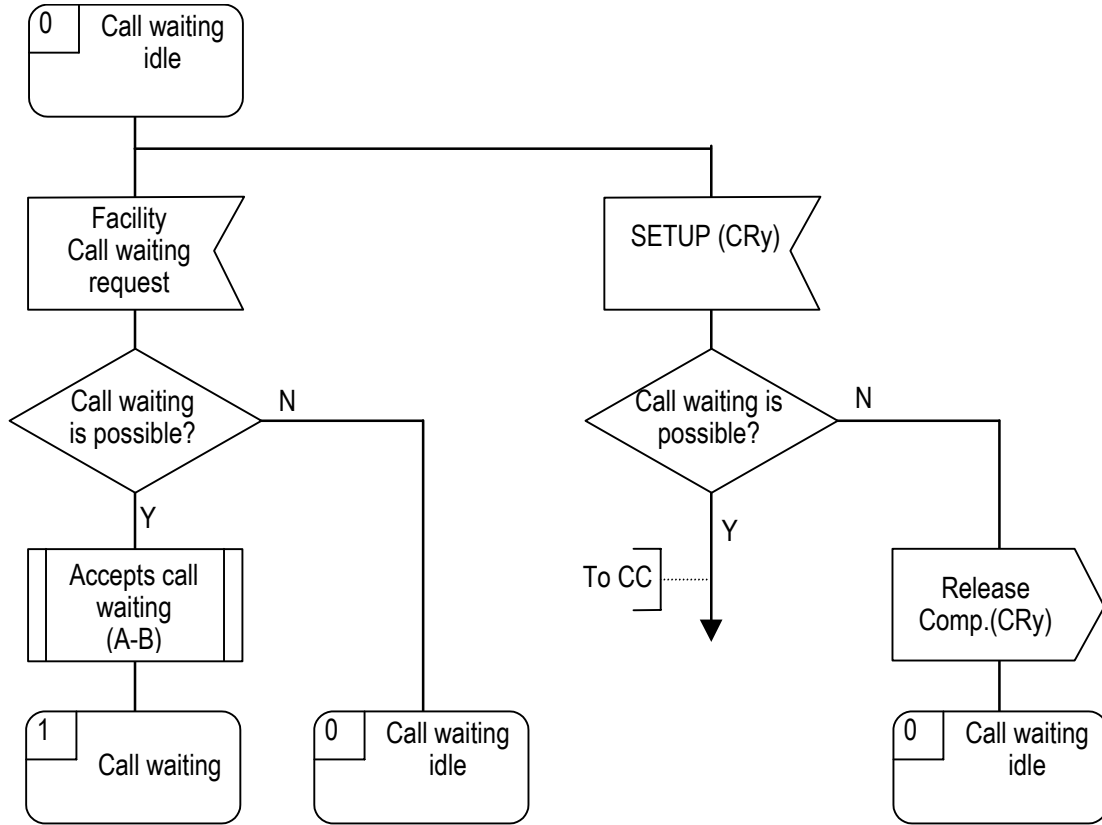 0
Call waiting
idle
Facility
Call waiting
request
SETUP (CRy)
Call waiting
is possible?
N
Y
Call waiting is
possible?
N
Y
Accepts call
waiting
(A-B)
To CC
Release
Comp.(CRy)
1
Call waiting
0
Call waiting
idle
0
Call waiting
idle